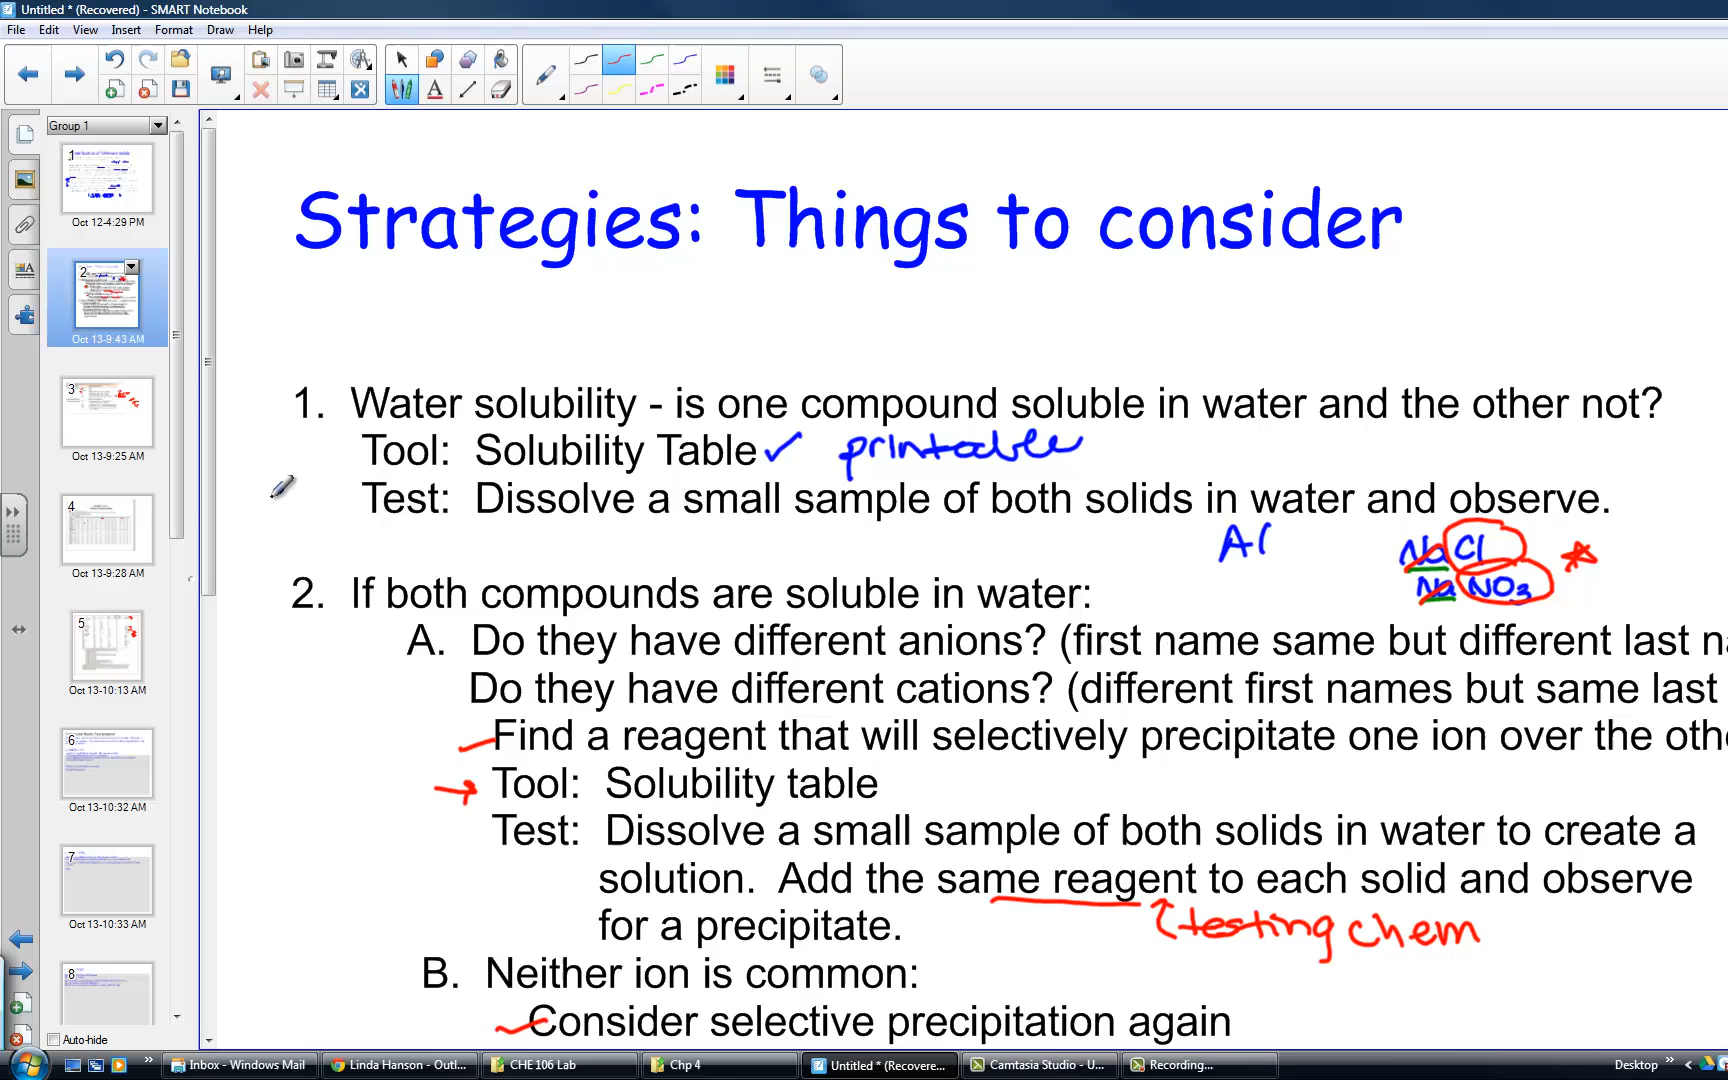 Untitled * (Recovered) - SMART Notebook
File Edit View Insert Format Draw Help
Group 1
1
Oct 12-4:29 PM
2
Oct 13-9:43 AM
3
Oct 13-9:25 AM
4
Oct 13-9:28 AM
5
Oct 13-10:13 AM
6
Oct 13-10:32 AM
7
Oct 13-10:33 AM
8
Auto-hide
Strategies: Things to consider
1. Water solubility - is one compound soluble in water and the other not?
Tool: Solubility Table ✓ printable
Test: Dissolve a small sample of both solids in water and observe.
NaCl
NaNO3
2. If both compounds are soluble in water:
A. Do they have different anions? (first name same but different last na
Do they have different cations? (different first names but same last
Find a reagent that will selectively precipitate one ion over the oth
Tool: Solubility table
Test: Dissolve a small sample of both solids in water to create a
solution. Add the same reagent to each solid and observe
for a precipitate. testing chem
B. Neither ion is common:
Consider selective precipitation again
Inbox - Windows Mail
Linda Hanson - Outl...
CHE 106 Lab
Chp 4
Untitled * (Recovere...
Camtasia Studio - U...
Recording...
Desktop